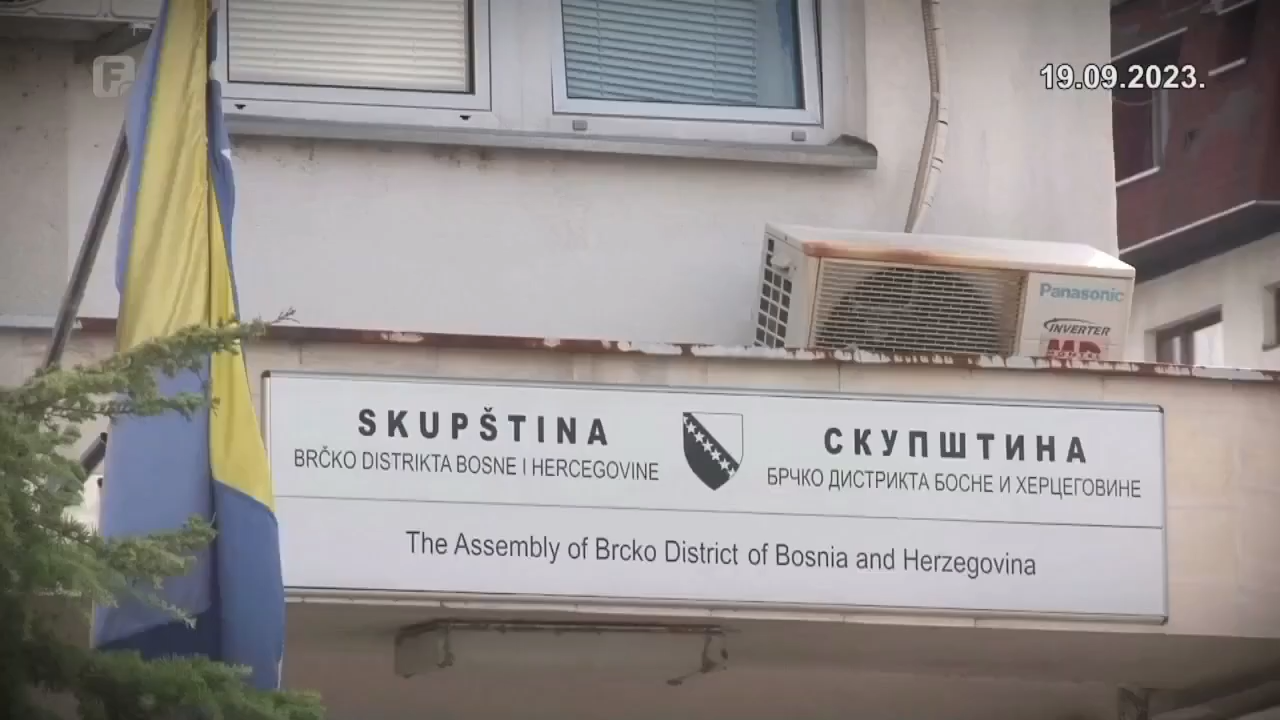 F
19.09.2023.
Panasonic
INVERTER
SKUPŠTINA
BRČKO DISTRIKTA BOSNE I HERCEGOVINE
СКУПШТИНА
БРЧКО ДИСТРИКТА БОСНЕ И ХЕРЦЕГОВИНЕ
The Assembly of Brcko District of Bosnia and Herzegovina